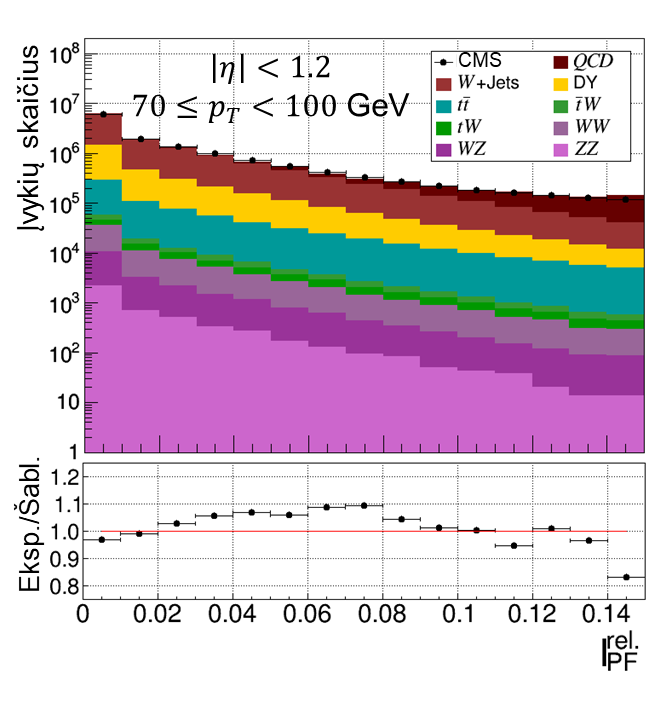 Įvykių skaičius
10⁸
10⁷
10⁶
10⁵
10⁴
10³
10²
10
1
|η| < 1.2
70 ≤ p_T < 100 GeV
CMS
QCD
W+Jets
DY
tt̄
t̄W
tW
WW
WZ
ZZ
Eksp./Šabl.
1.2
1.1
1.0
0.9
0.8
0 0.02 0.04 0.06 0.08 0.1 0.12 0.14
I_PF^rel.